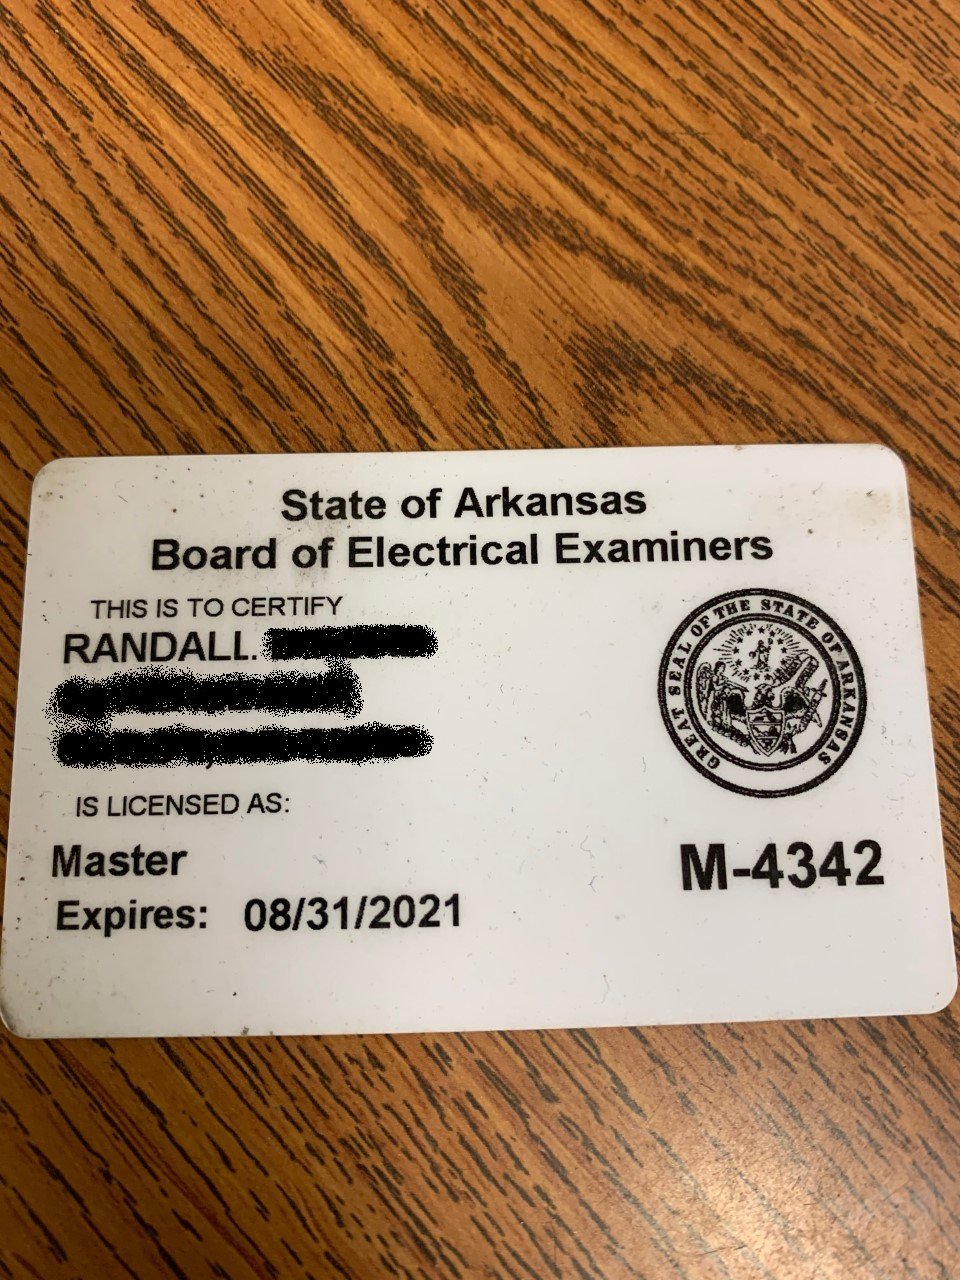 State of Arkansas
Board of Electrical Examiners
THIS IS TO CERTIFY
RANDALL.
GREAT SEAL OF THE STATE OF ARKANSAS
IS LICENSED AS:
Master
M-4342
Expires: 08/31/2021